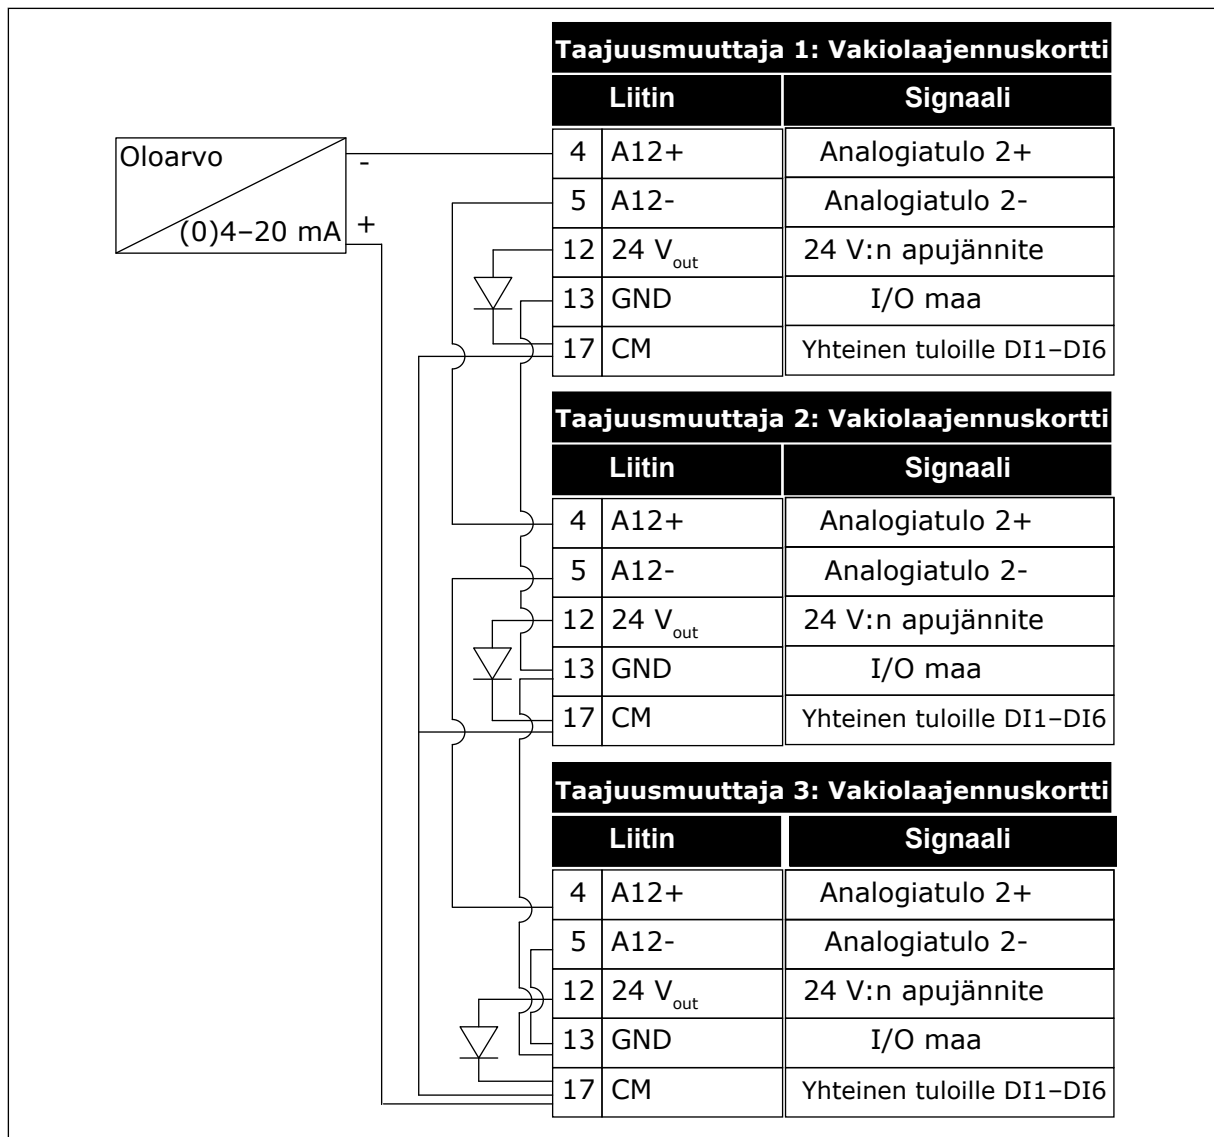 Taajuusmuuttaja 1: Vakiolaajennuskortti
Liitin Signaali
Oloarvo
-
(0)4–20 mA
+
4 A12+ Analogiatulo 2+
5 A12- Analogiatulo 2-
12 24 Vout 24 V:n apujännite
13 GND I/O maa
17 CM Yhteinen tuloille DI1–DI6
Taajuusmuuttaja 2: Vakiolaajennuskortti
Liitin Signaali
4 A12+ Analogiatulo 2+
5 A12- Analogiatulo 2-
12 24 Vout 24 V:n apujännite
13 GND I/O maa
17 CM Yhteinen tuloille DI1–DI6
Taajuusmuuttaja 3: Vakiolaajennuskortti
Liitin Signaali
4 A12+ Analogiatulo 2+
5 A12- Analogiatulo 2-
12 24 Vout 24 V:n apujännite
13 GND I/O maa
17 CM Yhteinen tuloille DI1–DI6